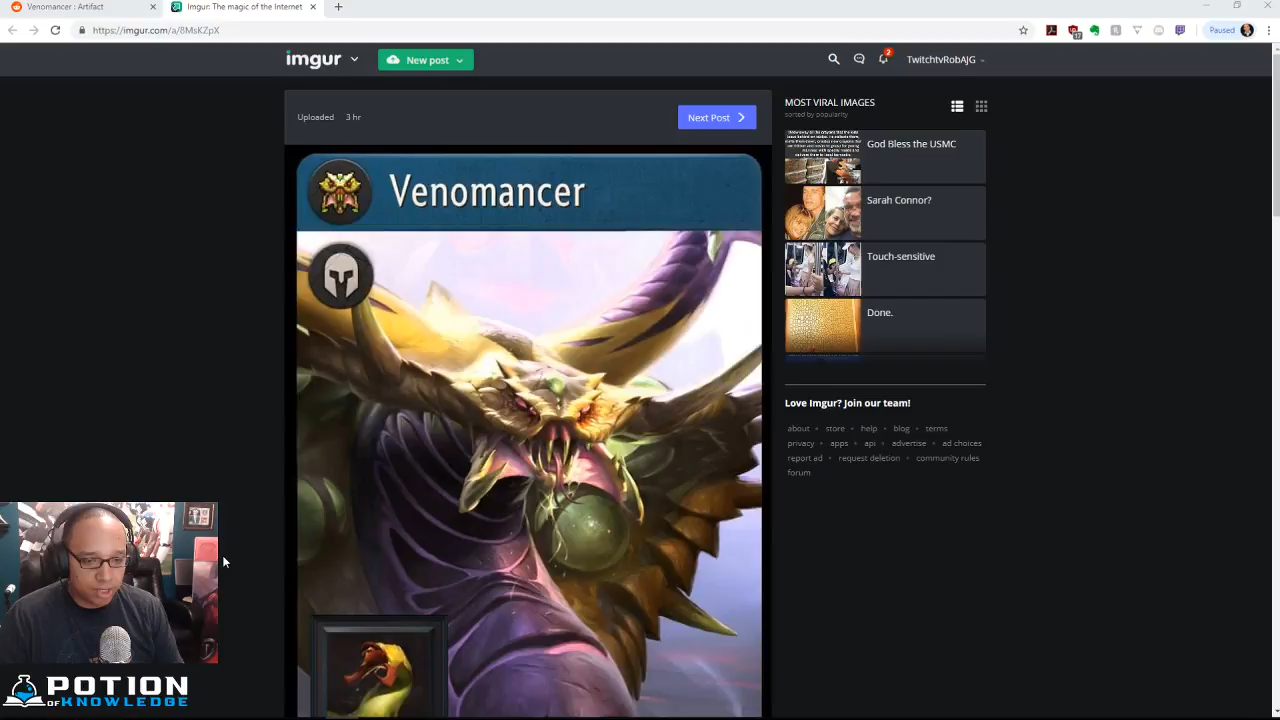 Venomancer : Artifact
Imgur: The magic of the Internet
https://imgur.com/a/8MsKZpX
17
Paused
imgur
New post
2
TwitchtvRobAJG
Uploaded 3 hr
Next Post
Venomancer
MOST VIRAL IMAGES
sorted by popularity
God Bless the USMC
Sarah Connor?
Touch-sensitive
Done.
Love Imgur? Join our team!
about • store • help • blog • terms
privacy • apps • api • advertise • ad choices
report ad • request deletion • community rules
forum
POTION
OF KNOWLEDGE